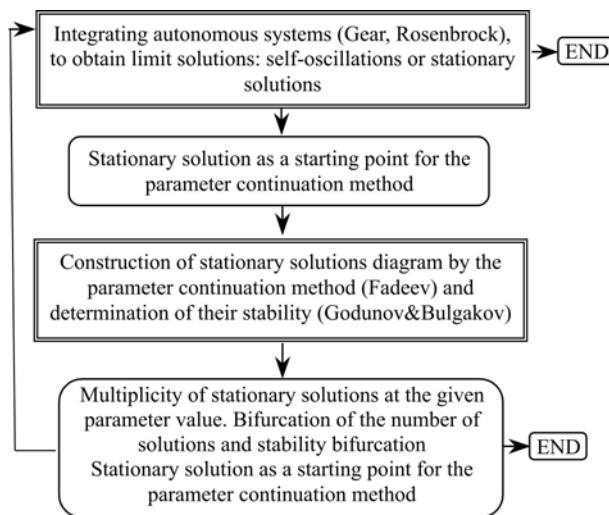 Integrating autonomous systems (Gear, Rosenbrock),
to obtain limit solutions: self-oscillations or stationary
solutions
END
Stationary solution as a starting point for the
parameter continuation method
Construction of stationary solutions diagram by the
parameter continuation method (Fadeev) and
determination of their stability (Godunov&Bulgakov)
Multiplicity of stationary solutions at the given
parameter value. Bifurcation of the number of
solutions and stability bifurcation
Stationary solution as a starting point for the
parameter continuation method
END